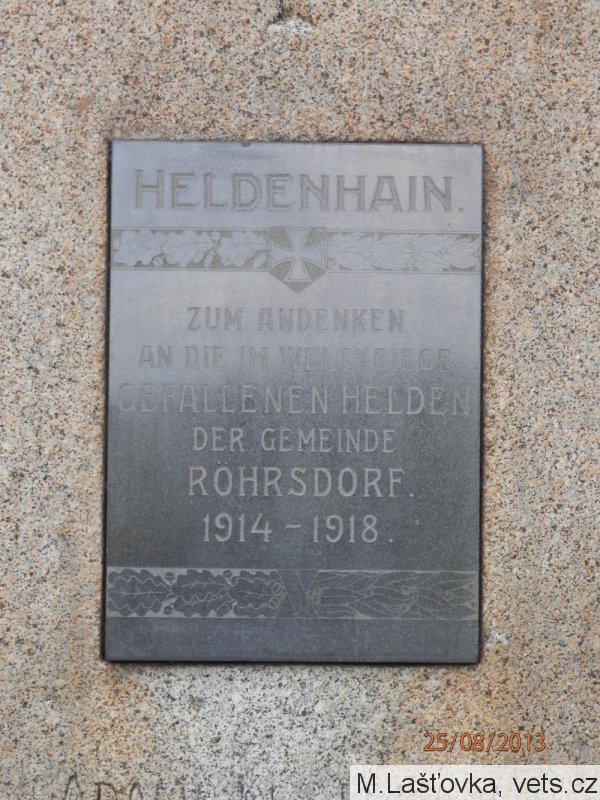 HELDENHAIN.
ZUM ANDENKEN
AN DIE IM WELTKRIEGE
GEFALLENEN HELDEN
DER GEMEINDE
RÖHRSDORF.
1914 – 1918.
25/08/2013
M.Lašťovka, vets.cz